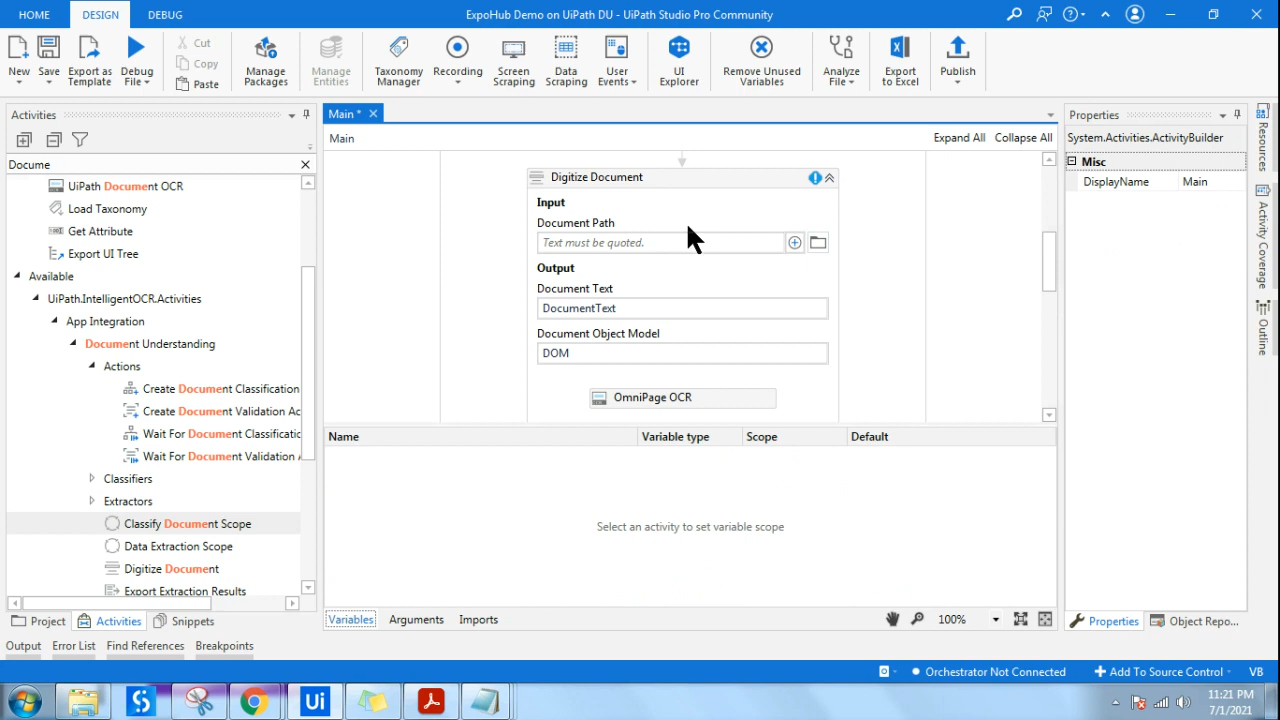 HOME
DESIGN
DEBUG
ExpoHub Demo on UiPath DU - UiPath Studio Pro Community
New
Save
Export as
Template
Debug
File
Cut
Copy
Paste
Manage
Packages
Manage
Entities
Taxonomy
Manager
Recording
Screen
Scraping
Data
Scraping
User
Events
UI
Explorer
Remove Unused
Variables
Analyze
File
Export
to Excel
Publish
Activities
Docume
UiPath Document OCR
Load Taxonomy
Get Attribute
Export UI Tree
Available
UiPath.IntelligentOCR.Activities
App Integration
Document Understanding
Actions
Create Document Classification
Create Document Validation Ac
Wait For Document Classificatic
Wait For Document Validation A
Classifiers
Extractors
Classify Document Scope
Data Extraction Scope
Digitize Document
Export Extraction Results
Project
Activities
Snippets
Main *
Main
Expand All
Collapse All
Digitize Document
Input
Document Path
Text must be quoted.
Output
Document Text
DocumentText
Document Object Model
DOM
OmniPage OCR
Name
Variable type
Scope
Default
Select an activity to set variable scope
Variables
Arguments
Imports
100%
Properties
System.Activities.ActivityBuilder
Misc
DisplayName
Main
Properties
Object Repo...
Resources
Activity Coverage
Outline
Output
Error List
Find References
Breakpoints
Orchestrator Not Connected
Add To Source Control
VB
Ui
11:21 PM
7/1/2021